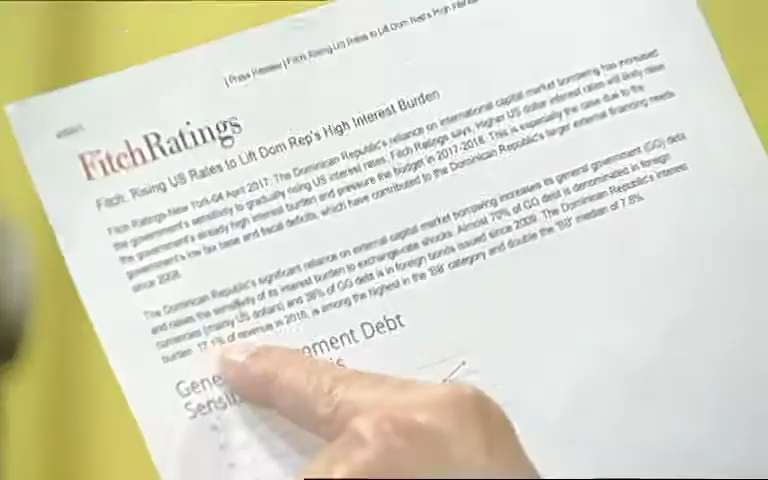 [ Press Review ] Fitch: Rising US Rates to Lift Dom Rep's High Interest
FitchRatings
Fitch: Rising US Rates to Lift Dom Rep's High Interest Burden
Fitch Ratings-New York-04 April 2017: The Dominican Republic's reliance on international capital market borrowing has increased
the government's sensitivity to gradually rising US interest rates, Fitch Ratings says. Higher US dollar interest rates will likely raise
the government's already high interest burden and pressure the budget in 2017-2018. This is especially the case due to the
government's low tax base and fiscal deficits, which have contributed to the Dominican Republic's larger external financing needs
since 2008.
The Dominican Republic's significant reliance on external capital market borrowing increases its general government (GG) debt
and raises the sensitivity of its interest burden to exchange-rate shocks. Almost 70% of GG debt is denominated in foreign
currencies (mainly US dollars) and 38% of GG debt is in foreign bonds issued since 2009. The Dominican Republic's interest
burden, 17.1% of revenue in 2016, is among the highest in the 'BB' category and double the 'BB' median of 7.8%.
Gene ment Debt
Sensi is